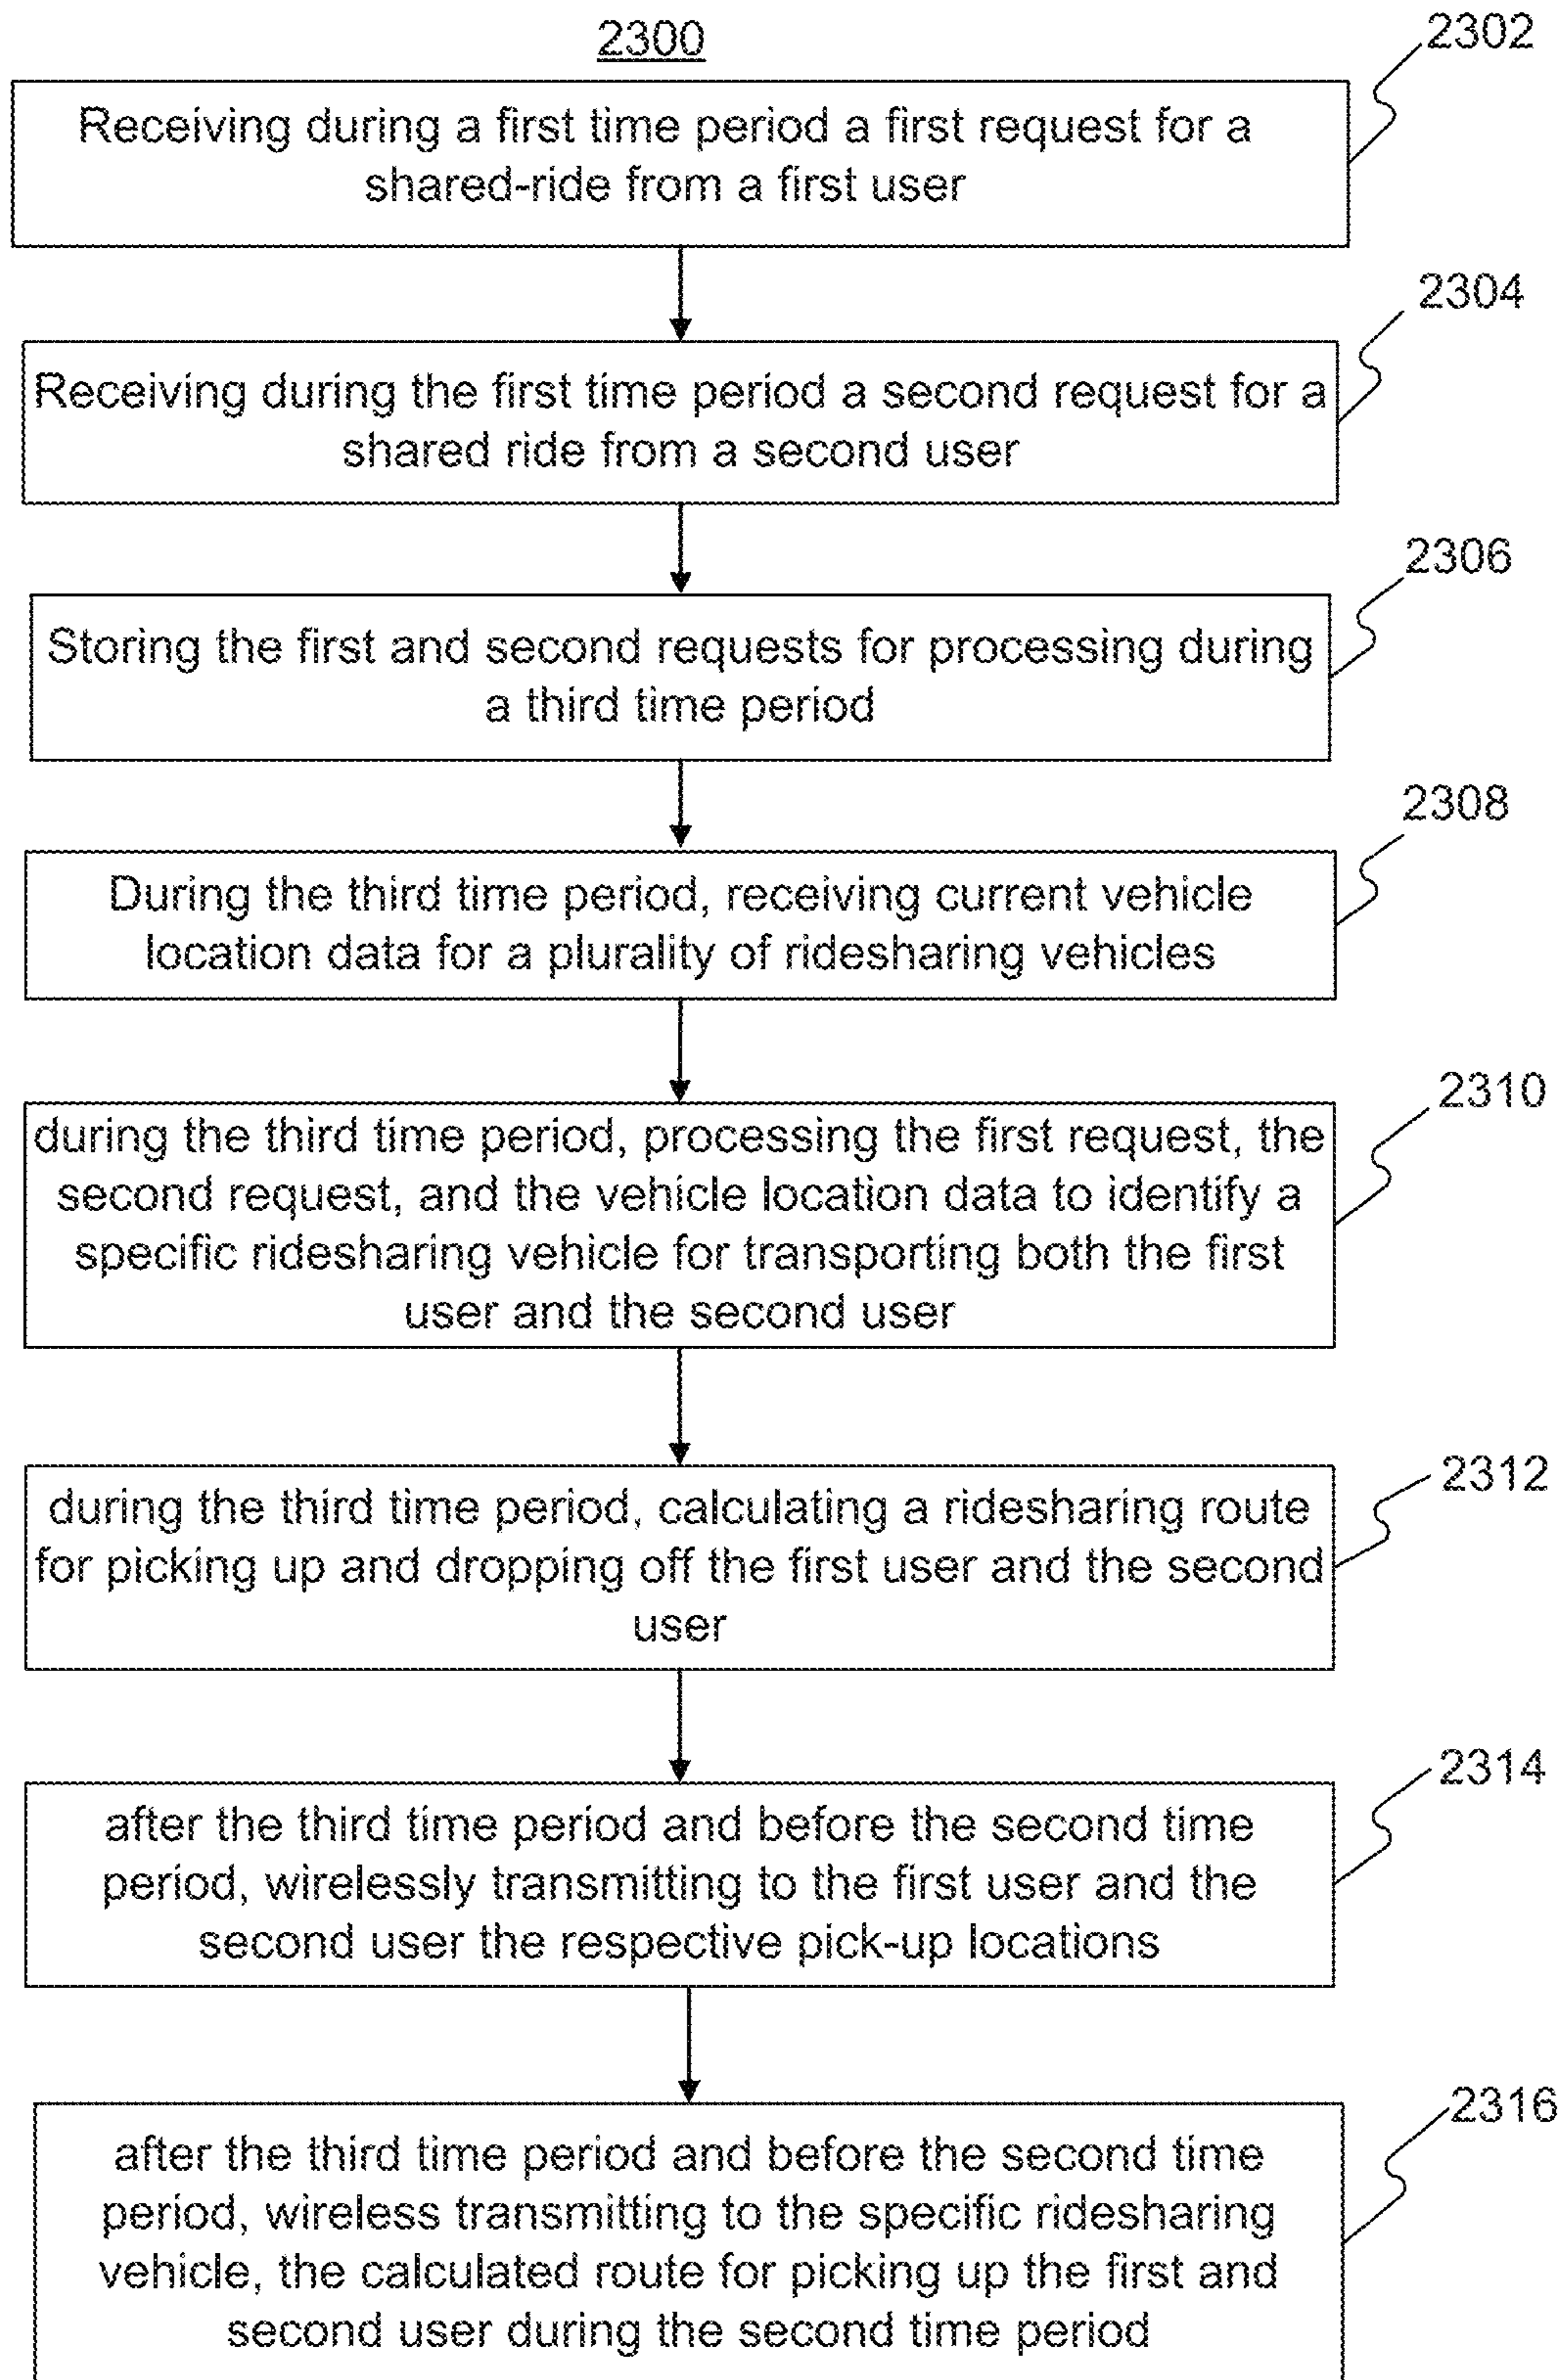 2300
2302
Receiving during a first time period a first request for a
shared-ride from a first user
2304
Receiving during the first time period a second request for a
shared ride from a second user
2306
Storing the first and second requests for processing during
a third time period
2308
During the third time period, receiving current vehicle
location data for a plurality of ridesharing vehicles
2310
during the third time period, processing the first request, the
second request, and the vehicle location data to identify a
specific ridesharing vehicle for transporting both the first
user and the second user
2312
during the third time period, calculating a ridesharing route
for picking up and dropping off the first user and the second
user
2314
after the third time period and before the second time
period, wirelessly transmitting to the first user and the
second user the respective pick-up locations
2316
after the third time period and before the second time
period, wireless transmitting to the specific ridesharing
vehicle, the calculated route for picking up the first and
second user during the second time period